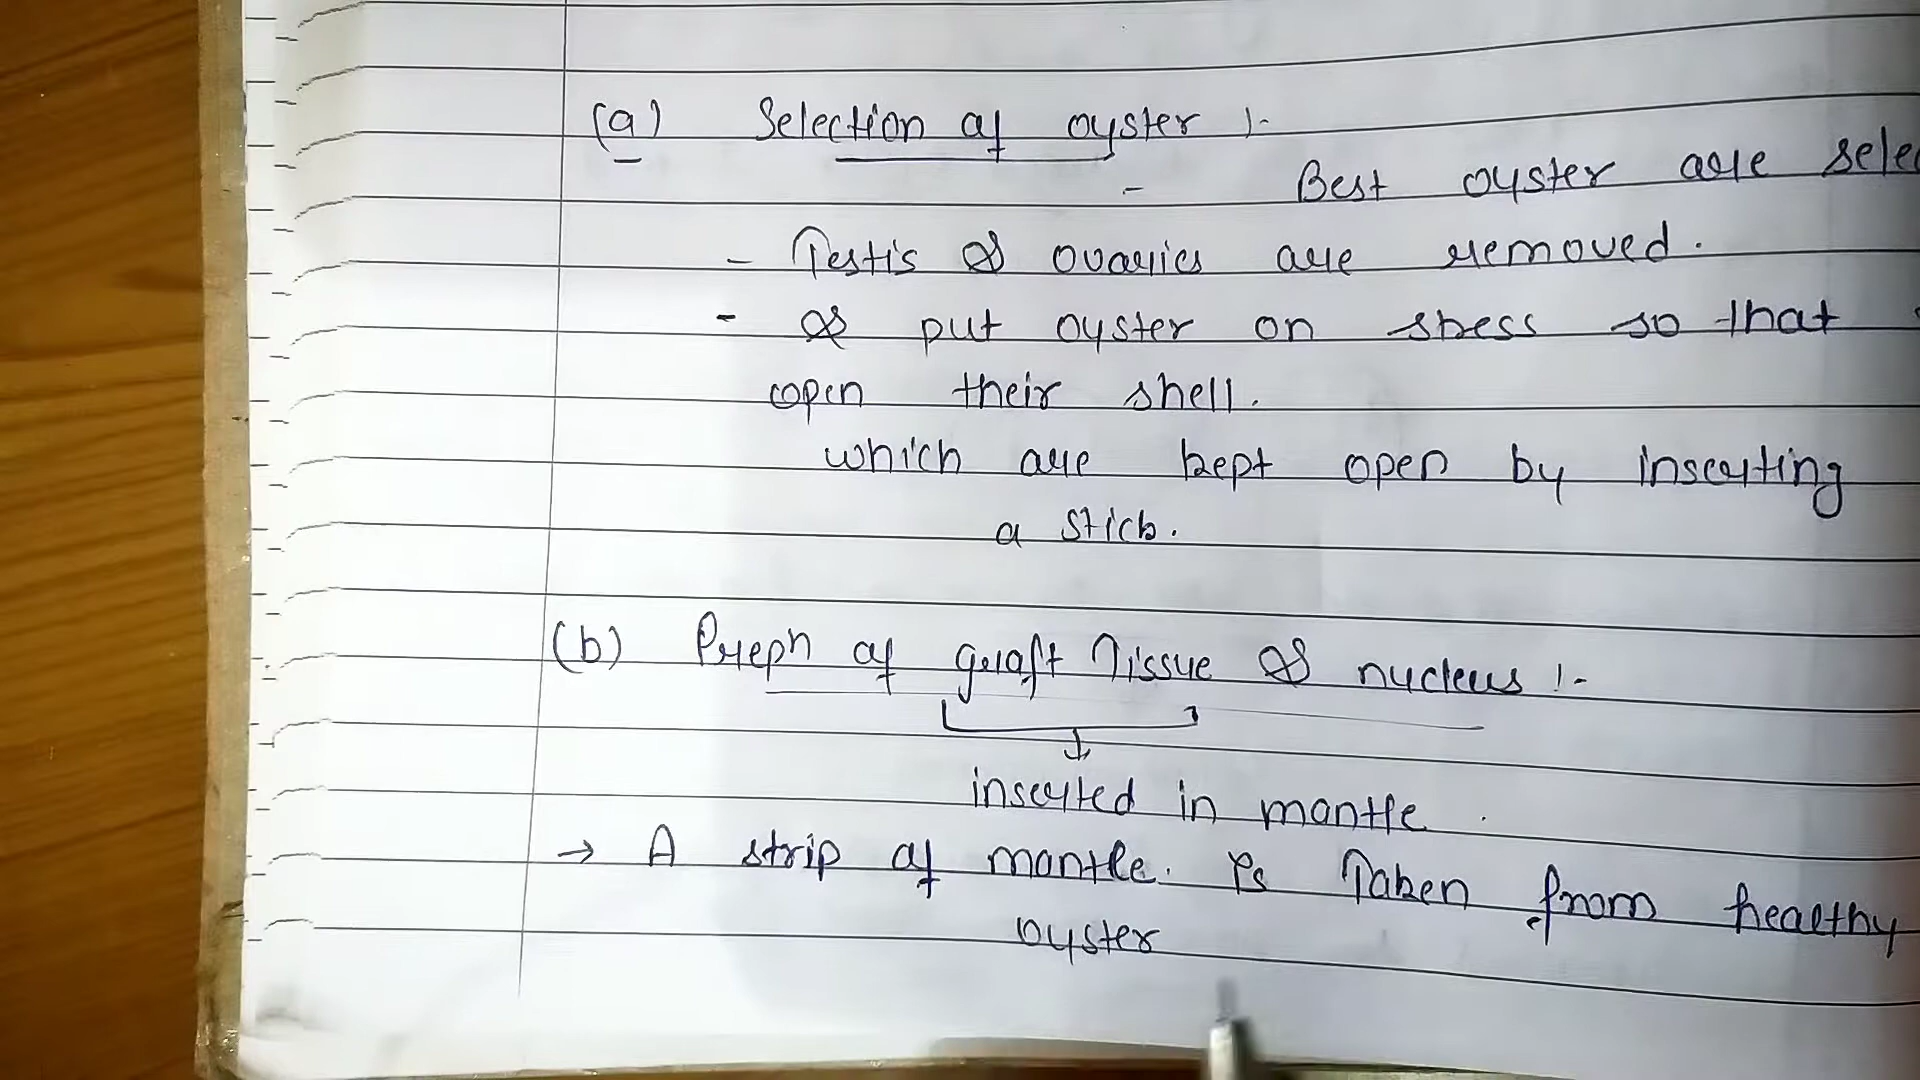 (a) Selection of oyster :-
- Best oyster are sele
- Testis & ovaries are removed.
- & put oyster on stress so that
open their shell.
which are kept open by inserting
a stick.
(b) Prepn of graft Tissue & nucleus :-
inserted in mantle.
→ A strip of mantle. is Taken from healthy
oyster